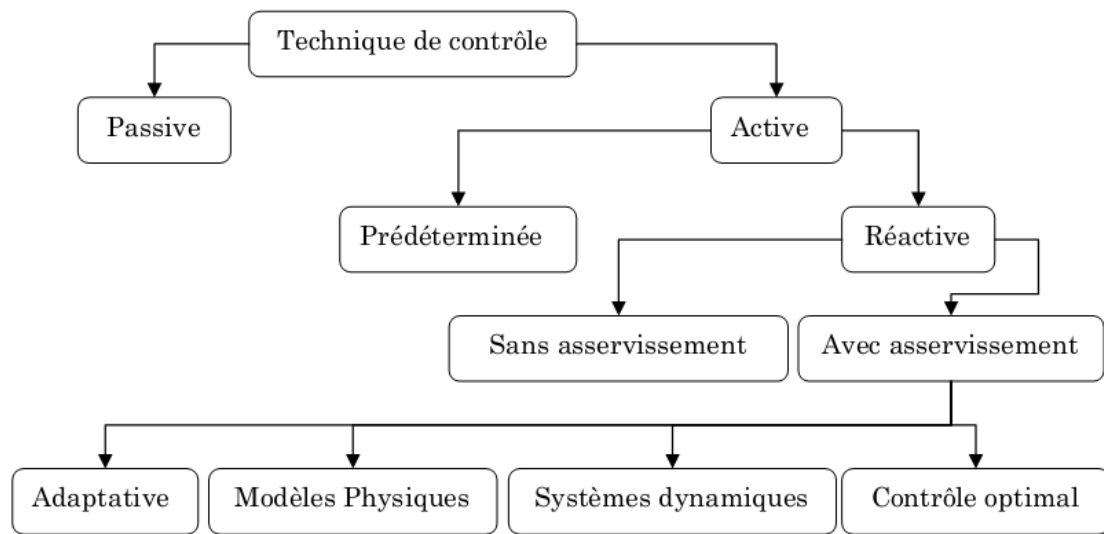 Technique de contrôle
Passive
Active
Prédéterminée
Réactive
Sans asservissement
Avec asservissement
Adaptative
Modèles Physiques
Systèmes dynamiques
Contrôle optimal